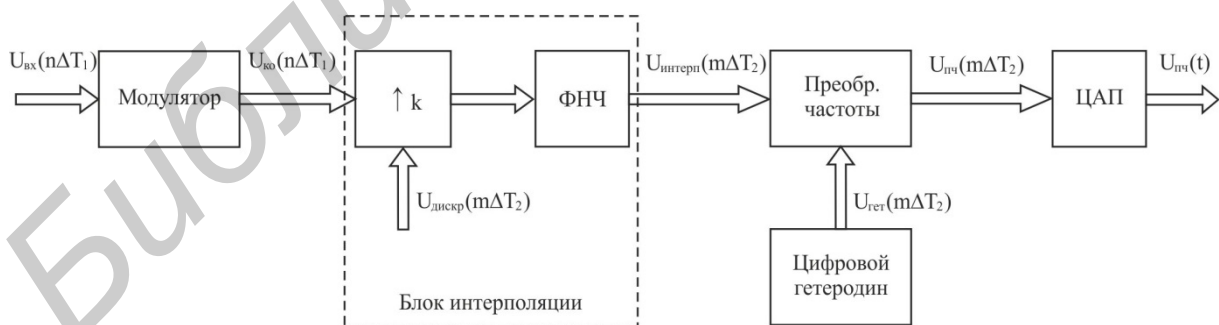 Uвх(nΔT1)
Модулятор
Uко(nΔT1)
↑ k
ФНЧ
Uинтерп(mΔT2)
Преобр.
частоты
Uпч(mΔT2)
ЦАП
Uпч(t)
Uдискр(mΔT2)
Uгет(mΔT2)
Блок интерполяции
Цифровой
гетеродин
Библи